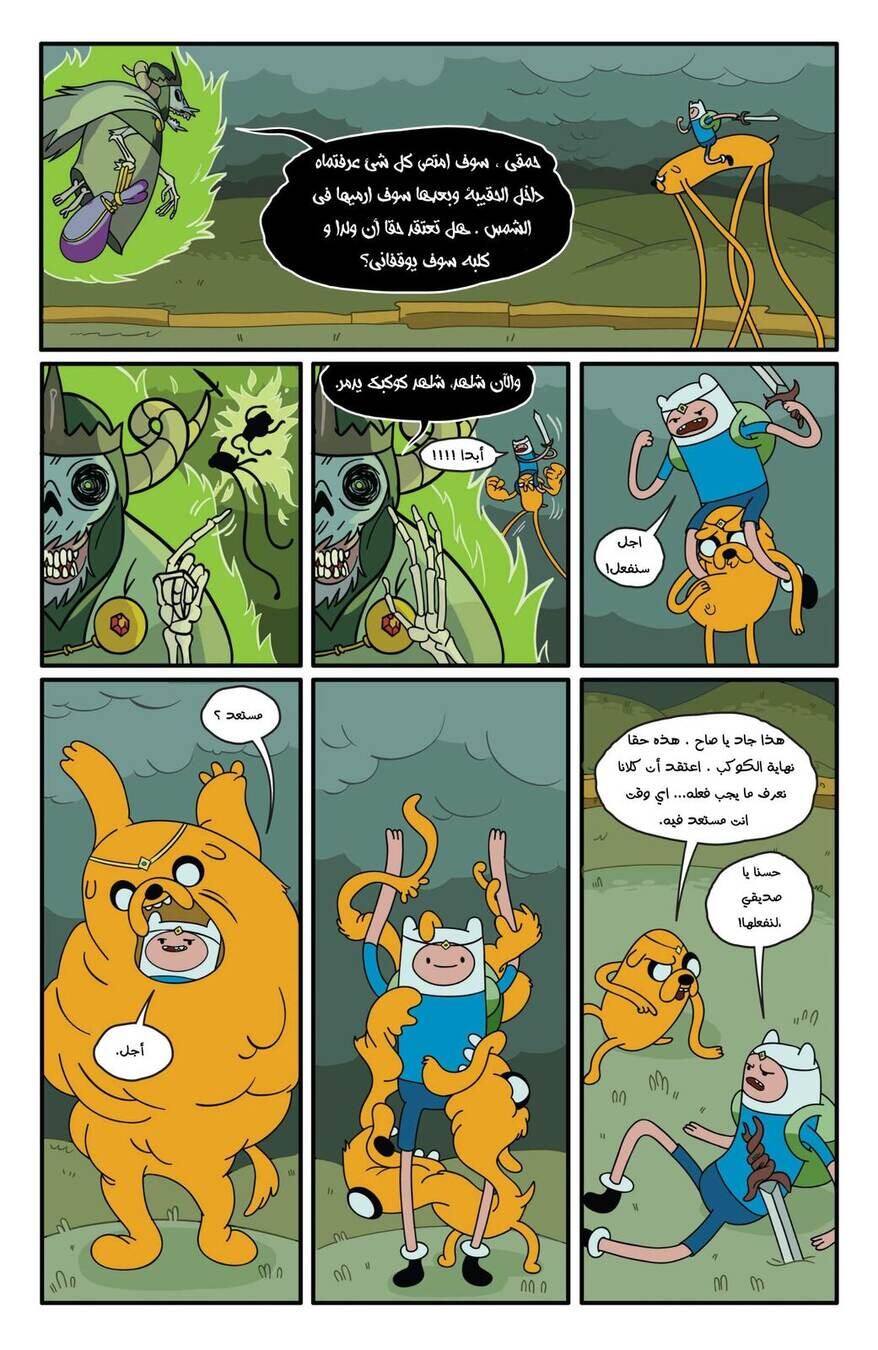 حمقى ، سوف امتص كل شئ عرفتماه
داخل الحقيبة وبعدها سوف ارميها فى
الشمس . هل تعتقد حقا أن ولدا و
كلبه سوف يوقفانى؟
اجل
سنفعل!
والآن شاهد، شاهد كوكبك يدمر.
أبدا !!!!
هذا جاد يا صاح . هذه حقا
نهاية الكوكب . اعتقد أن كلانا
نعرف ما يجب فعله... اي وقت
انت مستعد فيه.
حسنا يا
صديقي
،لنفعلها!
مستعد ؟
أجل.